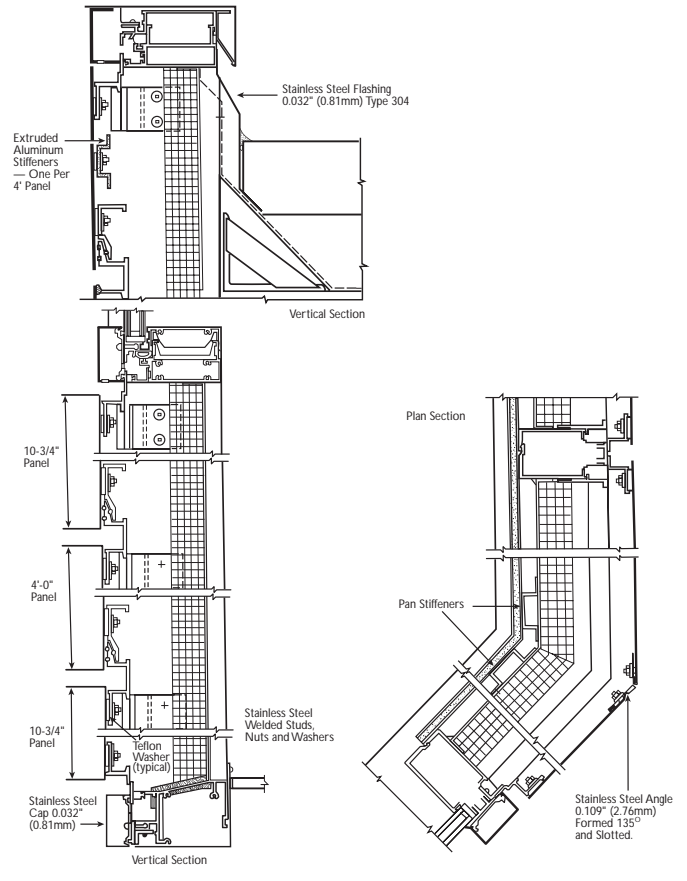 Stainless Steel Flashing
0.032" (0.81mm) Type 304
Extruded
Aluminum
Stiffeners
— One Per
4' Panel
Vertical Section
10-3/4"
Panel
4'-0"
Panel
10-3/4"
Panel
Stainless Steel
Welded Studs,
Nuts and Washers
Teflon
Washer
(typical)
Stainless Steel
Cap 0.032"
(0.81mm)
Vertical Section
Plan Section
Pan Stiffeners
Stainless Steel Angle
0.109" (2.76mm)
Formed 135°
and Slotted.